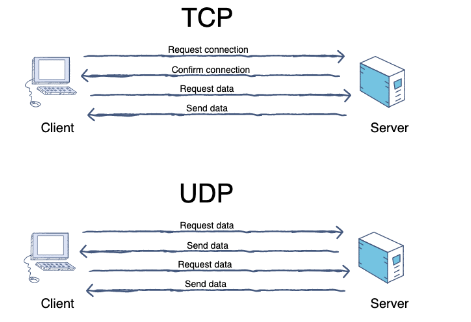 TCP
Request connection
Confirm connection
Request data
Send data
Client
Server
UDP
Request data
Send data
Request data
Send data
Client
Server